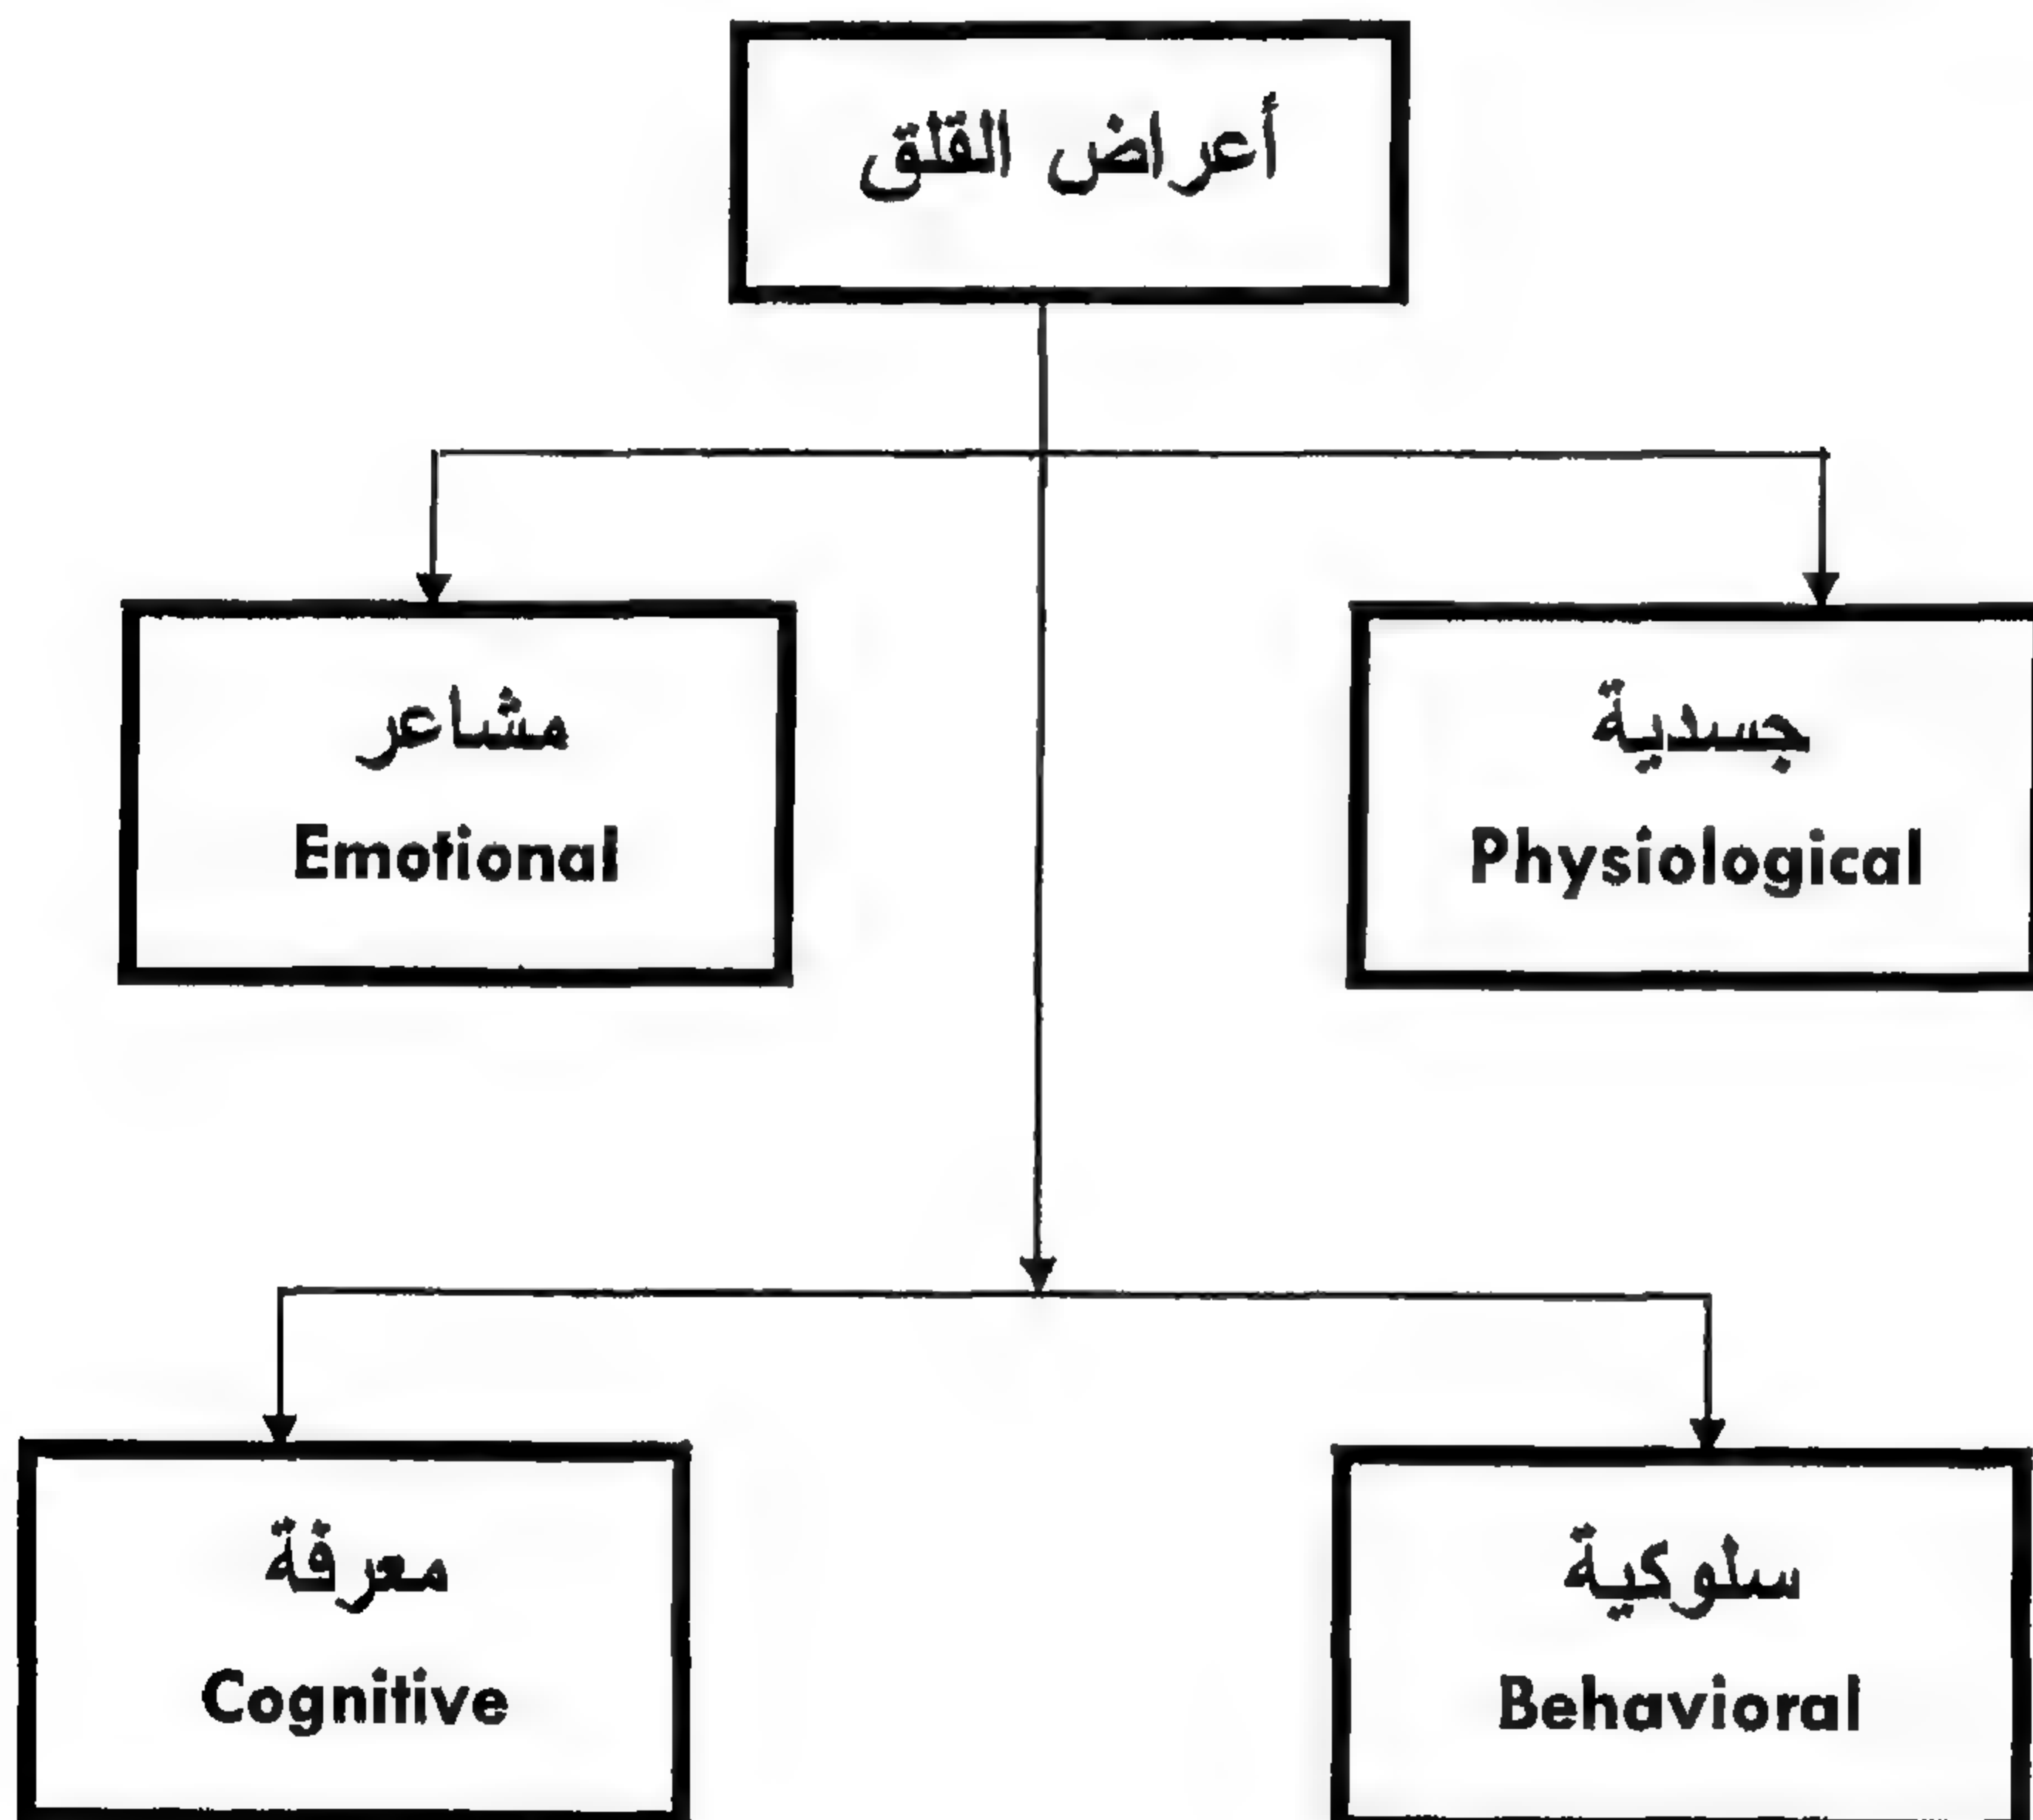 أعراض القلق
جسدية
Physiological
مشاعر
Emotional
سلوكية
Behavioral
معرفة
Cognitive